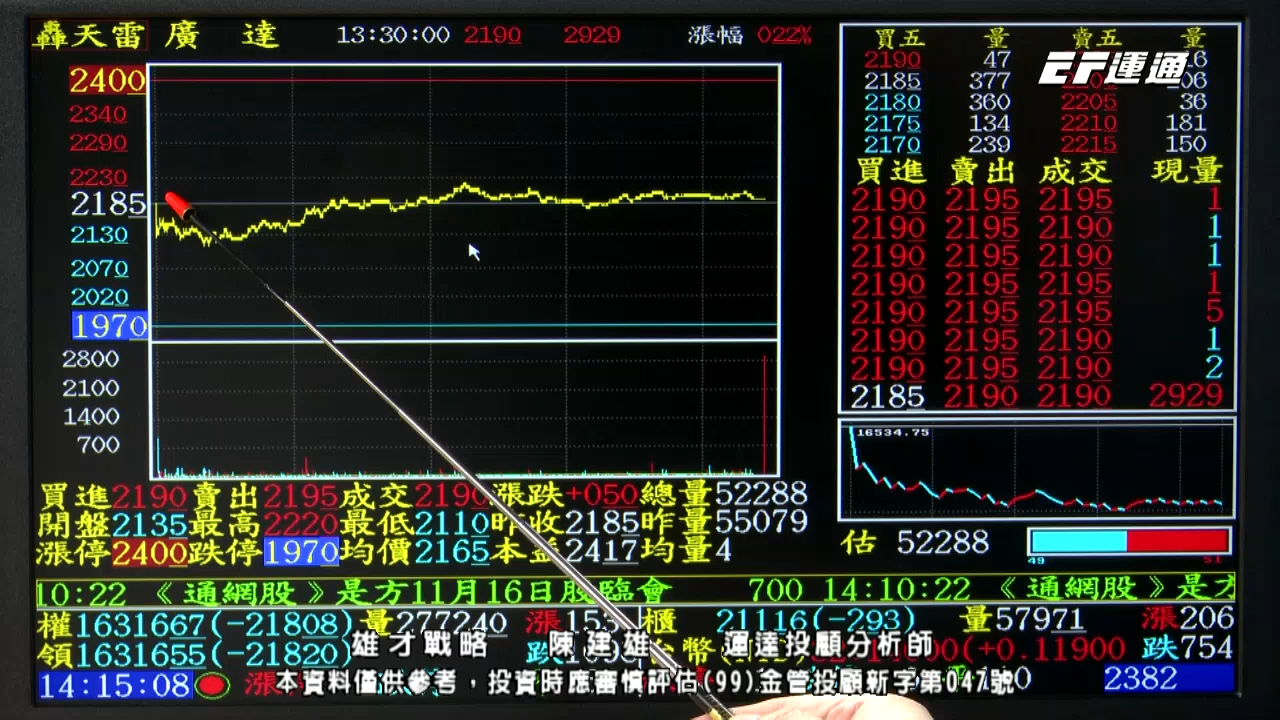 轟天雷 廣達 13:30:00 2190 2929 漲幅 022%
2400
2340
2290
2230
2185
2130
2070
2020
1970
2800
2100
1400
700
買五 量 賣五 量
2190 47
2185 377
2180 360 2205 36
2175 134 2210 181
2170 239 2215 150
EF運通
買進 賣出 成交 現量
2190 2195 2195 1
2190 2195 2190 1
2190 2195 2190 1
2190 2195 2195 1
2190 2195 2195 5
2190 2195 2190 1
2190 2195 2190 2
2185 2190 2190 2929
16534.75
買進2190賣出2195成交2190漲跌+050總量52288
開盤2135最高2220最低2110昨收2185昨量55079
漲停2400跌停1970均價2165本益2417均量4
估 52288
49 51
10:22 《通網股》是方11月16日股臨會 700 14:10:22 《通網股》是方
權1631667(-21808)量277240漲 櫃 21116(-293) 量57971 漲206
領1631655(-21820) 跌 台幣 (+0.11900 跌754
14:15:08 漲 2382
雄才戰略 陳建雄 運達投顧分析師
本資料僅供參考，投資時應審慎評估(99)金管投顧新字第047號